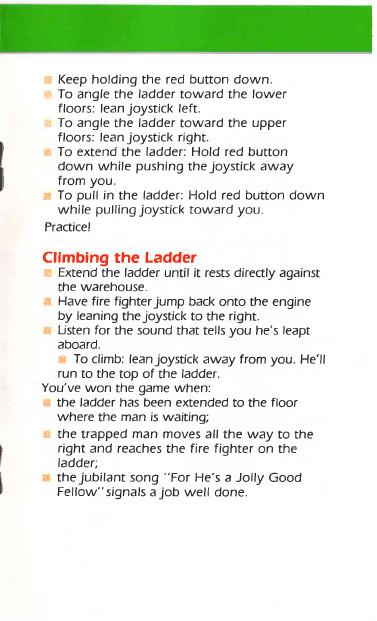 Keep holding the red button down.
To angle the ladder toward the lower
floors: lean joystick left.
To angle the ladder toward the upper
floors: lean joystick right.
To extend the ladder: Hold red button
down while pushing the joystick away
from you.
To pull in the ladder: Hold red button down
while pulling joystick toward you.
Practice!
Climbing the Ladder
Extend the ladder until it rests directly against
the warehouse.
Have fire fighter jump back onto the engine
by leaning the joystick to the right.
Listen for the sound that tells you he's leapt
aboard.
To climb: lean joystick away from you. He'll
run to the top of the ladder.
You've won the game when:
the ladder has been extended to the floor
where the man is waiting;
the trapped man moves all the way to the
right and reaches the fire fighter on the
ladder;
the jubilant song "For He's a Jolly Good
Fellow" signals a job well done.